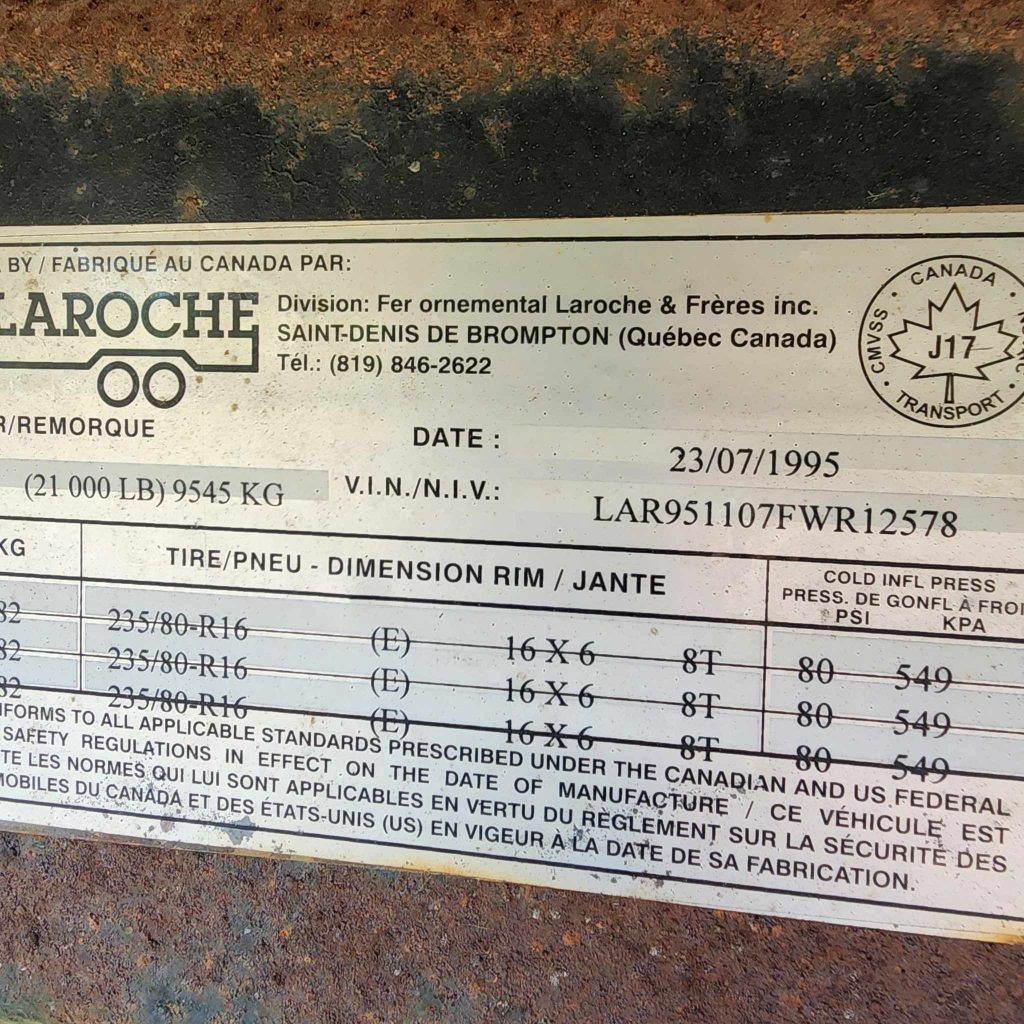 BY / FABRIQUÉ AU CANADA PAR:
LAROCHE
Division: Fer ornemental Laroche & Frères inc.
SAINT-DENIS DE BROMPTON (Québec Canada)
Tél.: (819) 846-2622
CANADA
CMVSS
J17
TRANSPORT
R/REMORQUE
DATE :
23/07/1995
(21 000 LB) 9545 KG
V.I.N./N.I.V.:
LAR951107FWR12578
KG
TIRE/PNEU - DIMENSION RIM / JANTE
COLD INFL PRESS
PRESS. DE GONFL À FROI
PSI KPA
82 235/80-R16 (E) 16 X 6 8T 80 549
82 235/80-R16 (E) 16 X 6 8T 80 549
82 235/80-R16 (E) 16 X 6 8T 80 549
NFORMS TO ALL APPLICABLE STANDARDS PRESCRIBED UNDER THE CANADIAN AND US FEDERAL
SAFETY REGULATIONS IN EFFECT ON THE DATE OF MANUFACTURE / CE VÉHICULE EST
TE LES NORMES QUI LUI SONT APPLICABLES EN VERTU DU RÈGLEMENT SUR LA SÉCURITÉ DES
MOBILES DU CANADA ET DES ÉTATS-UNIS (US) EN VIGEUR À LA DATE DE SA FABRICATION.